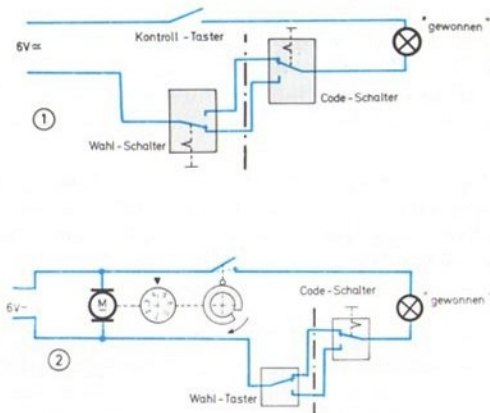 Kontroll-Taster
"gewonnen"
6V≂
Code-Schalter
1
Wahl-Schalter
Code-Schalter
"gewonnen"
6V-
M
2
Wahl-Taster